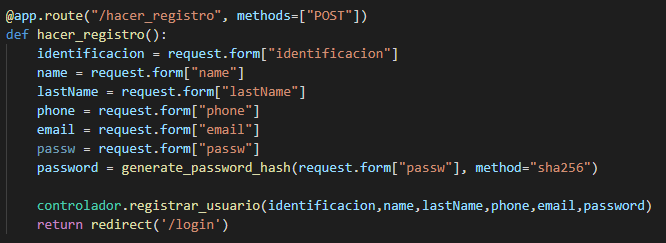 @app.route("/hacer_registro", methods=["POST"])
def hacer_registro():
    identificacion = request.form["identificacion"]
    name = request.form["name"]
    lastName = request.form["lastName"]
    phone = request.form["phone"]
    email = request.form["email"]
    passw = request.form["passw"]
    password = generate_password_hash(request.form["passw"], method="sha256")

    controlador.registrar_usuario(identificacion,name,lastName,phone,email,password)
    return redirect('/login')